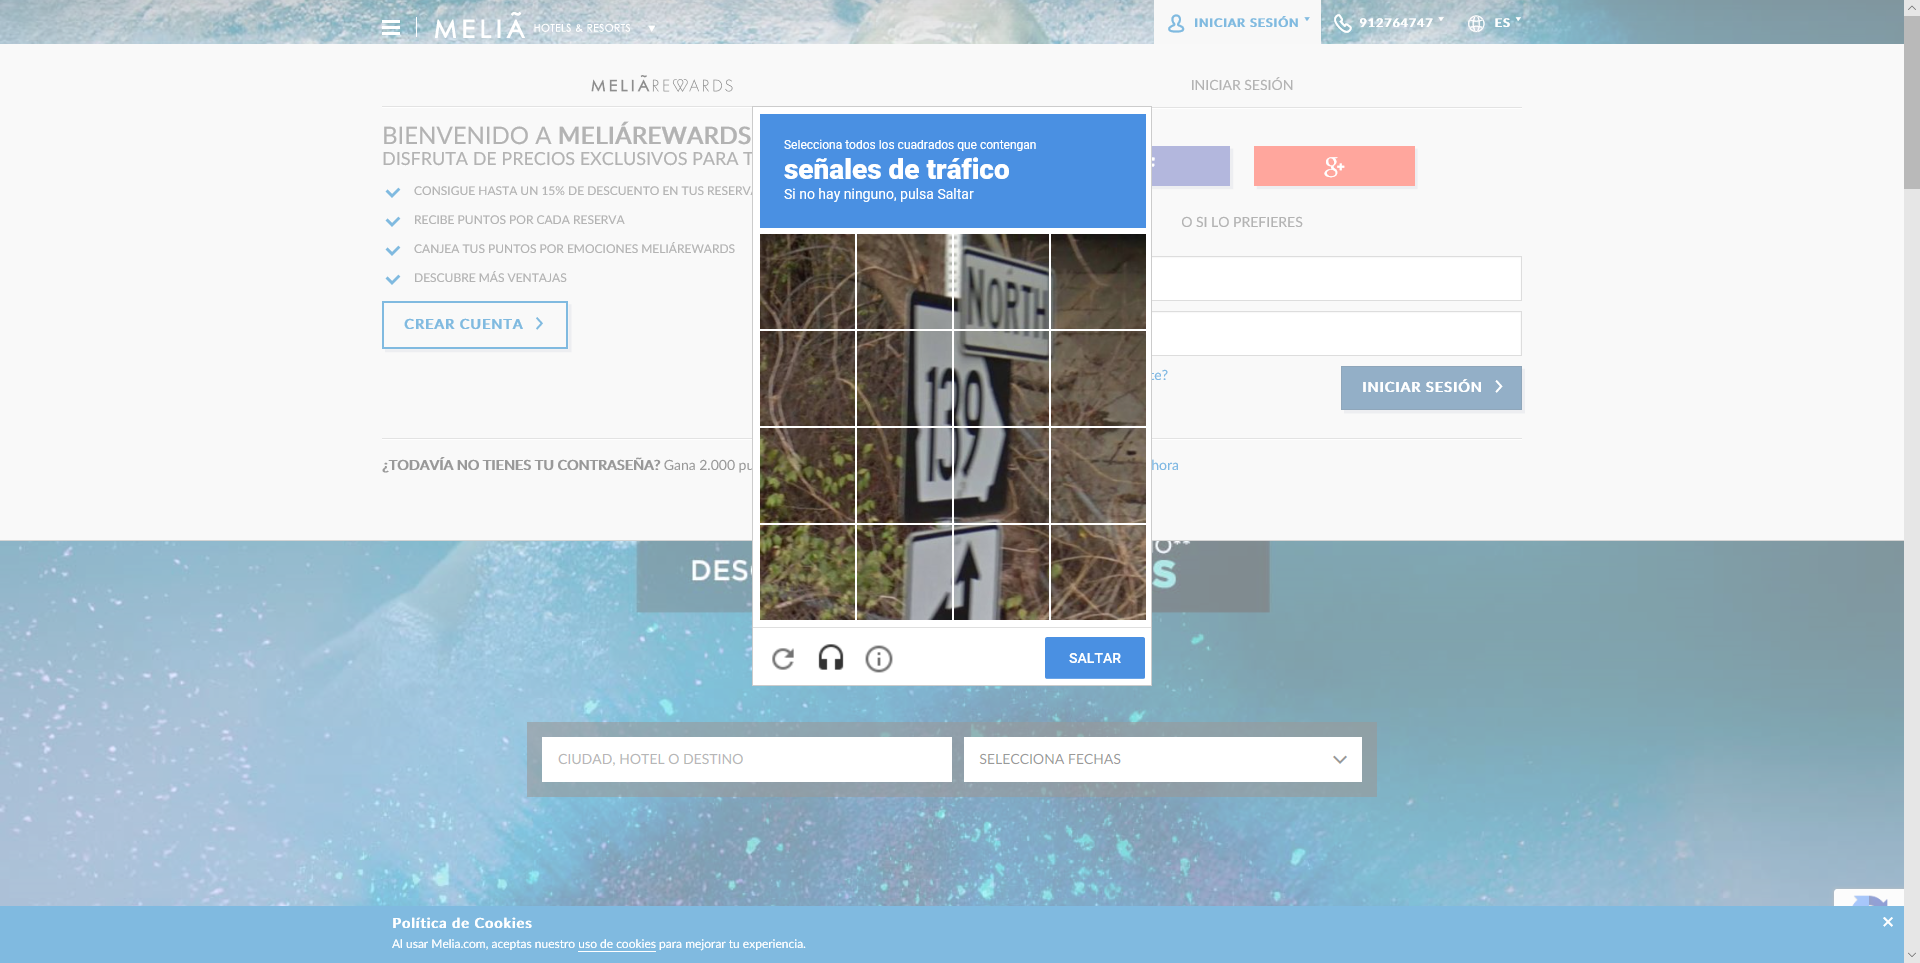 MELIÃ HOTELS & RESORTS
INICIAR SESIÓN
912764747
ES
MELIÃREWARDS
INICIAR SESIÓN
BIENVENIDO A MELIÁREWARDS
DISFRUTA DE PRECIOS EXCLUSIVOS PARA T
CONSIGUE HASTA UN 15% DE DESCUENTO EN TUS RESERVA
RECIBE PUNTOS POR CADA RESERVA
CANJEA TUS PUNTOS POR EMOCIONES MELIÁREWARDS
DESCUBRE MÁS VENTAJAS
CREAR CUENTA
¿TODAVÍA NO TIENES TU CONTRASEÑA? Gana 2.000 pu
Selecciona todos los cuadrados que contengan
señales de tráfico
Si no hay ninguno, pulsa Saltar
NORTH
139
139
SALTAR
g+
O SI LO PREFIERES
te?
INICIAR SESIÓN
hora
DES
IO**
S
CIUDAD, HOTEL O DESTINO
SELECCIONA FECHAS
Política de Cookies
Al usar Melia.com, aceptas nuestro uso de cookies para mejorar tu experiencia.